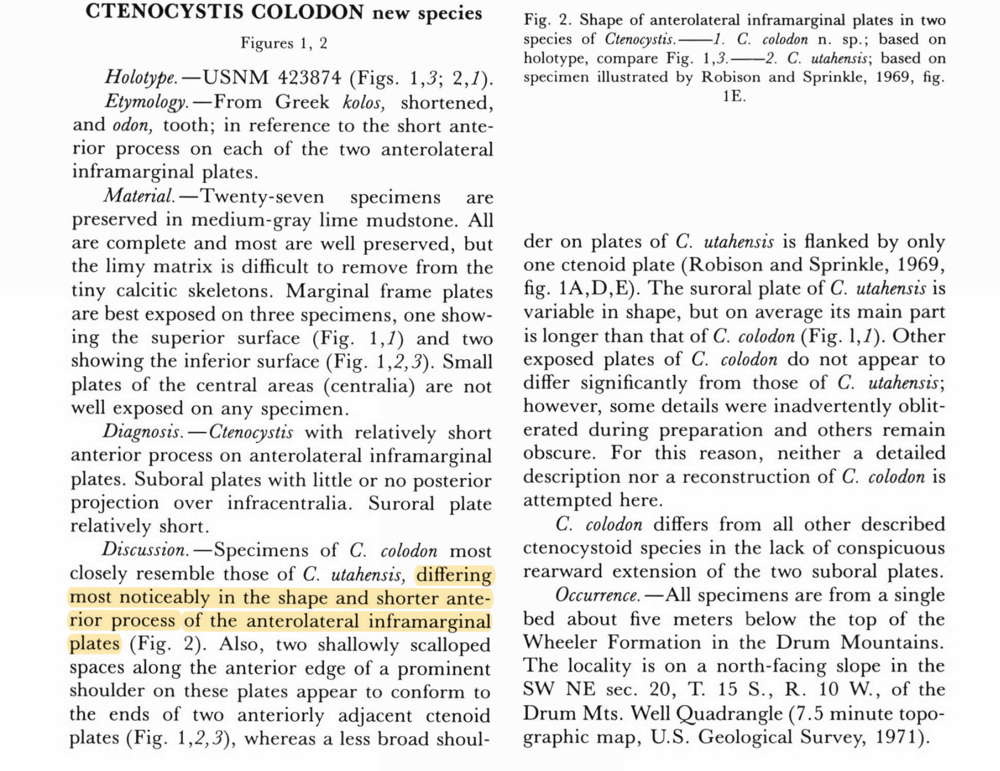 CTENOCYSTIS COLODON new species
Figures 1, 2
Holotype.—USNM 423874 (Figs. 1,3; 2,1).
Etymology.—From Greek kolos, shortened,
and odon, tooth; in reference to the short ante-
rior process on each of the two anterolateral
inframarginal plates.
Material.—Twenty-seven specimens are
preserved in medium-gray lime mudstone. All
are complete and most are well preserved, but
the limy matrix is difficult to remove from the
tiny calcitic skeletons. Marginal frame plates
are best exposed on three specimens, one show-
ing the superior surface (Fig. 1,1) and two
showing the inferior surface (Fig. 1,2,3). Small
plates of the central areas (centralia) are not
well exposed on any specimen.
Diagnosis.—Ctenocystis with relatively short
anterior process on anterolateral inframarginal
plates. Suboral plates with little or no posterior
projection over infracentralia. Suroral plate
relatively short.
Discussion.—Specimens of C. colodon most
closely resemble those of C. utahensis, differing
most noticeably in the shape and shorter ante-
rior process of the anterolateral inframarginal
plates (Fig. 2). Also, two shallowly scalloped
spaces along the anterior edge of a prominent
shoulder on these plates appear to conform to
the ends of two anteriorly adjacent ctenoid
plates (Fig. 1,2,3), whereas a less broad shoul-
Fig. 2. Shape of anterolateral inframarginal plates in two
species of Ctenocystis.——1. C. colodon n. sp.; based on
holotype, compare Fig. 1,3.——2. C. utahensis; based on
specimen illustrated by Robison and Sprinkle, 1969, fig.
1E.
der on plates of C. utahensis is flanked by only
one ctenoid plate (Robison and Sprinkle, 1969,
fig. 1A,D,E). The suroral plate of C. utahensis is
variable in shape, but on average its main part
is longer than that of C. colodon (Fig. 1,1). Other
exposed plates of C. colodon do not appear to
differ significantly from those of C. utahensis;
however, some details were inadvertently oblit-
erated during preparation and others remain
obscure. For this reason, neither a detailed
description nor a reconstruction of C. colodon is
attempted here.
C. colodon differs from all other described
ctenocystoid species in the lack of conspicuous
rearward extension of the two suboral plates.
Occurrence.—All specimens are from a single
bed about five meters below the top of the
Wheeler Formation in the Drum Mountains.
The locality is on a north-facing slope in the
SW NE sec. 20, T. 15 S., R. 10 W., of the
Drum Mts. Well Quadrangle (7.5 minute topo-
graphic map, U.S. Geological Survey, 1971).